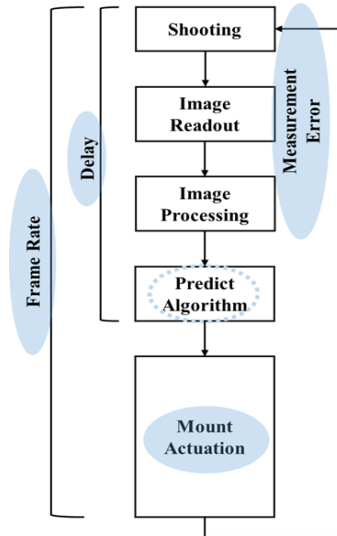 Shooting
Image
Readout
Image
Processing
Predict
Algorithm
Mount
Actuation
Measurement
Error
Delay
Frame Rate